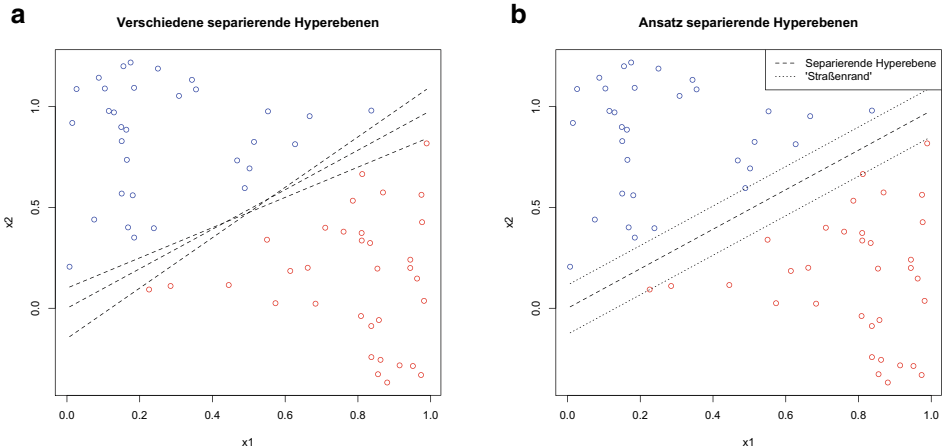 a
Verschiedene separierende Hyperebenen
x2
1.0
0.5
0.0
0.0 0.2 0.4 0.6 0.8 1.0
x1
b
Ansatz separierende Hyperebenen
Separierende Hyperebene
'Straßenrand'
x2
1.0
0.5
0.0
0.0 0.2 0.4 0.6 0.8 1.0
x1